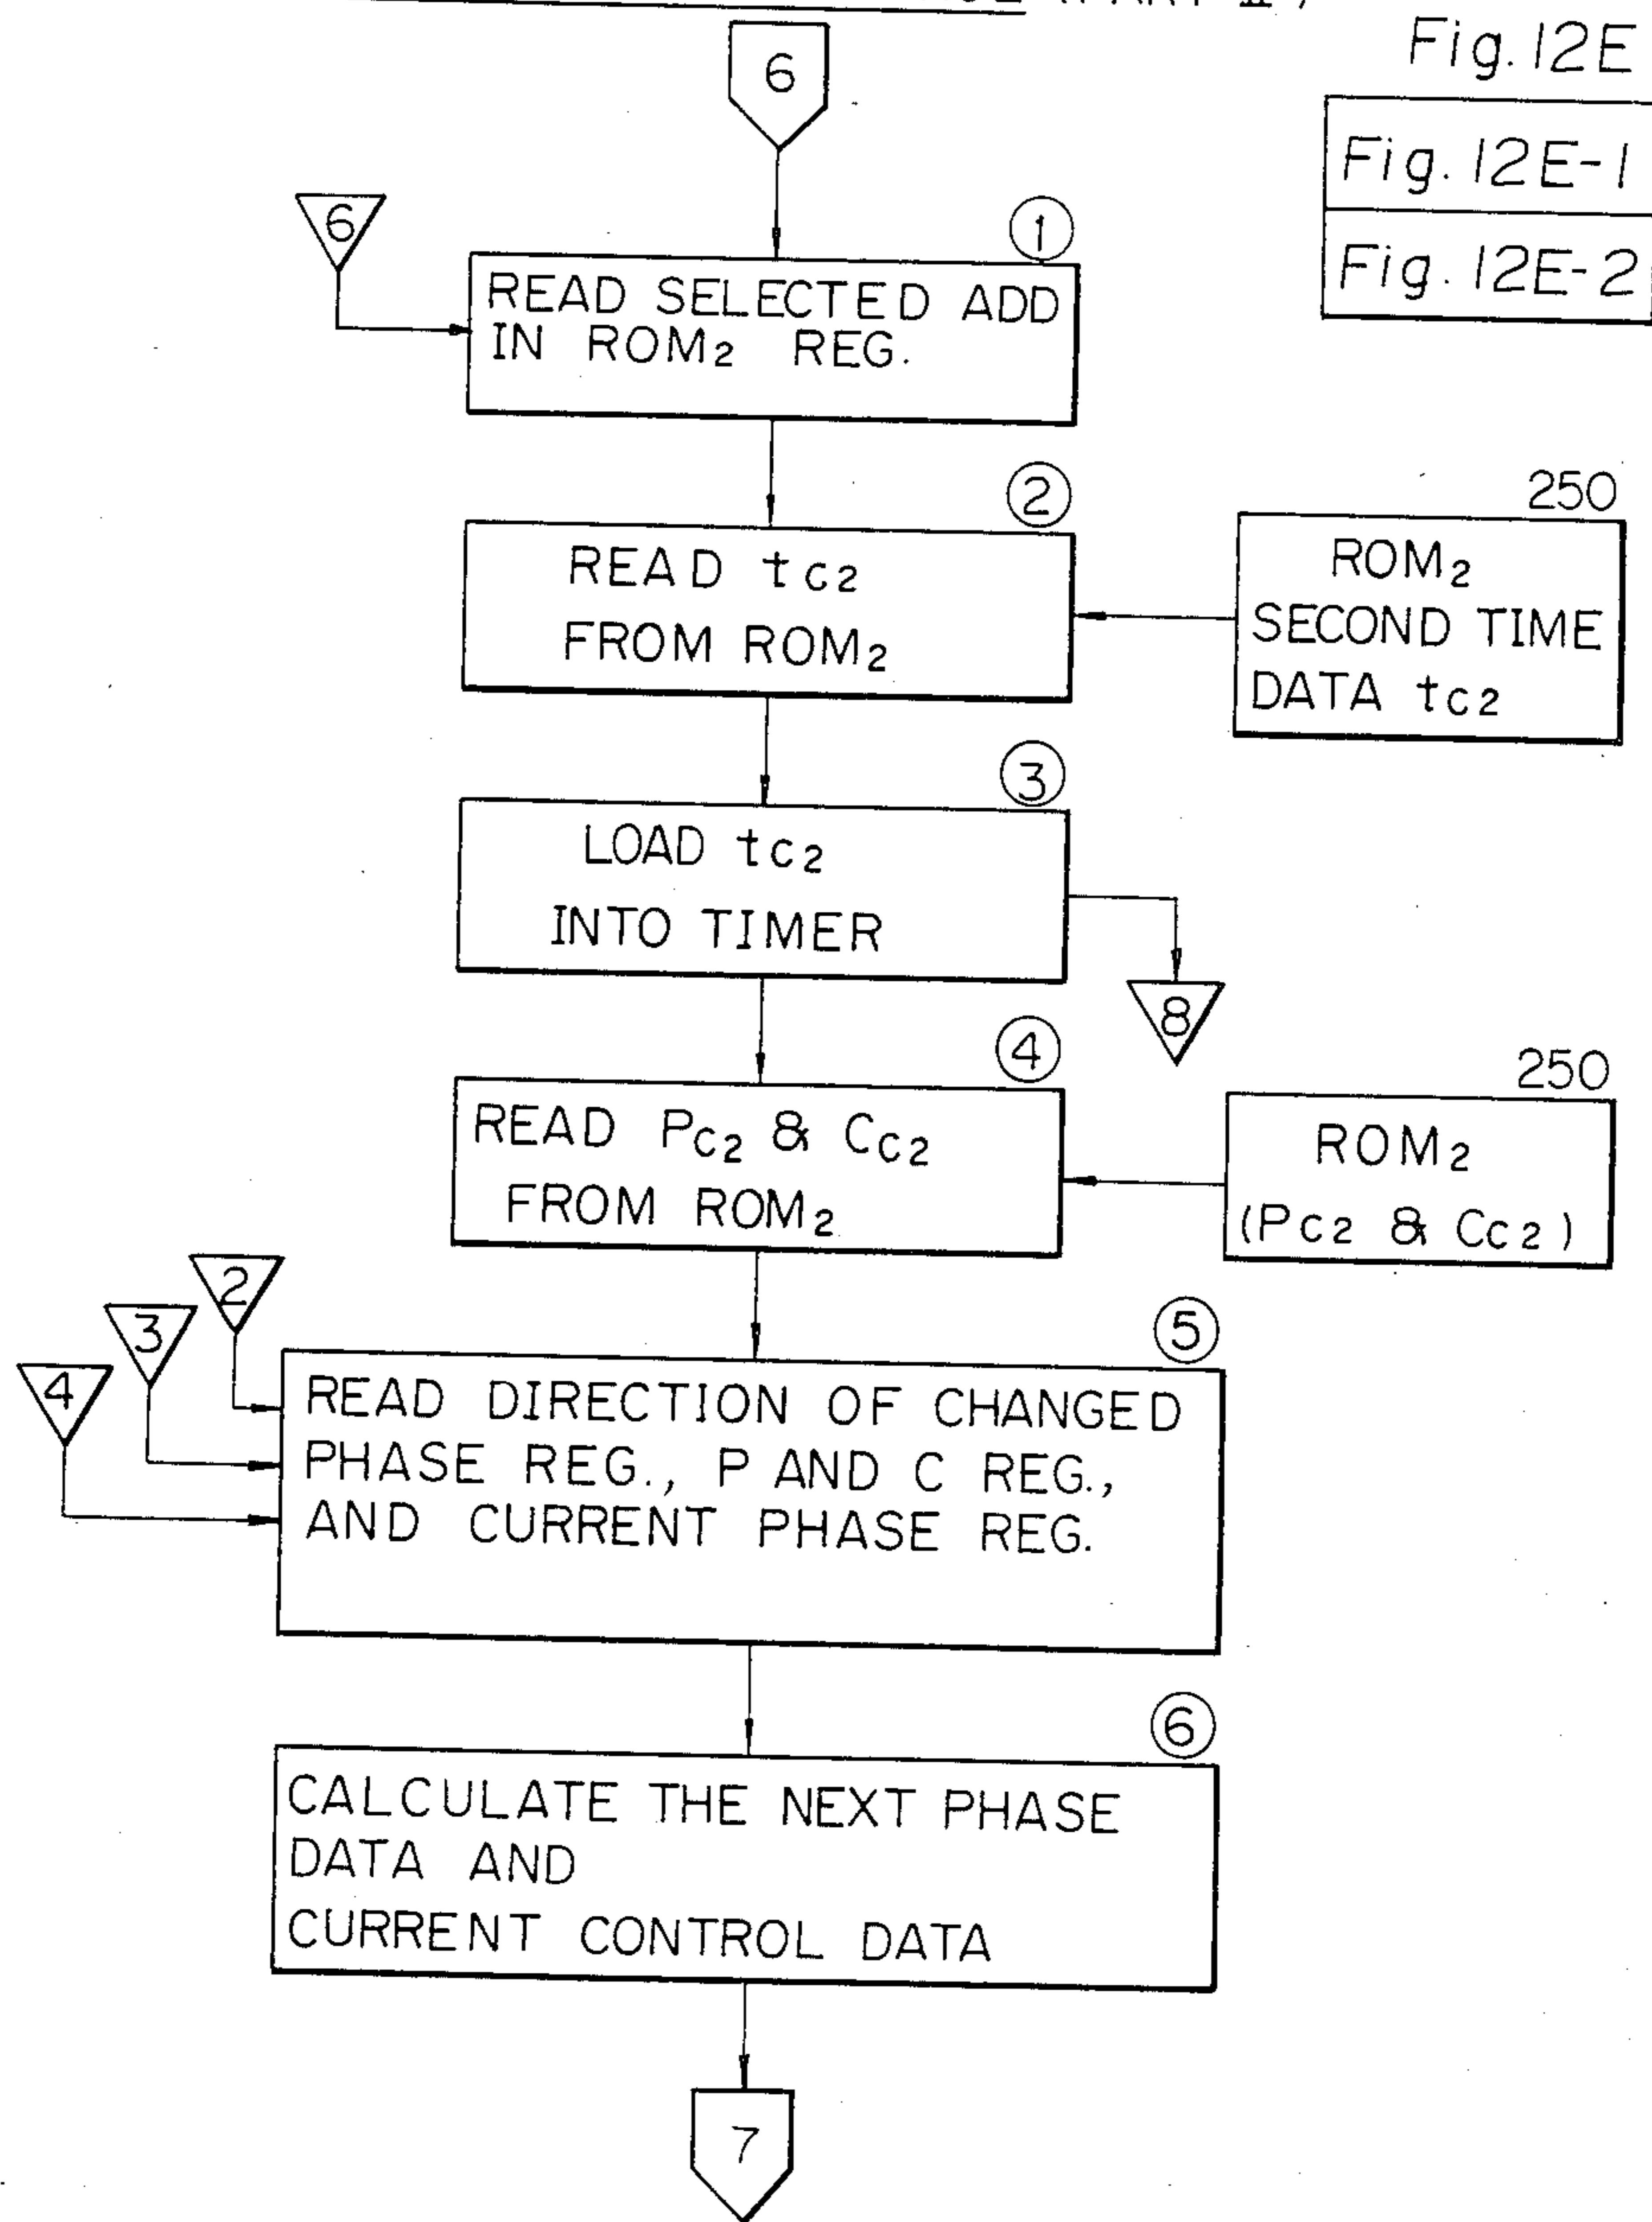 (PART II)
Fig. 12E
Fig. 12E-1
Fig. 12E-2
6
6
①
READ SELECTED ADD
IN ROM₂ REG.
②
READ tC₂
FROM ROM₂
250
ROM₂
SECOND TIME
DATA tC₂
③
LOAD tC₂
INTO TIMER
8
④
READ PC₂ & CC₂
FROM ROM₂
250
ROM₂
(PC₂ & CC₂)
2
3
4
⑤
READ DIRECTION OF CHANGED
PHASE REG., P AND C REG.,
AND CURRENT PHASE REG.
⑥
CALCULATE THE NEXT PHASE
DATA AND
CURRENT CONTROL DATA
7